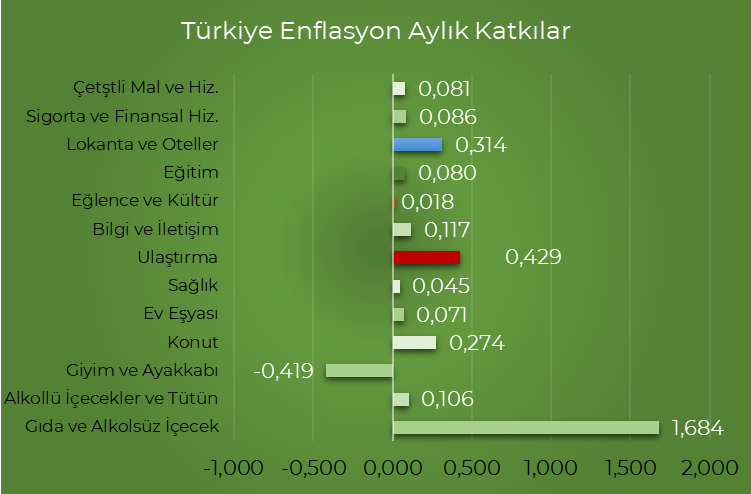 Türkiye Enflasyon Aylık Katkılar
Çetştli Mal ve Hiz. 0,081
Sigorta ve Finansal Hiz. 0,086
Lokanta ve Oteller 0,314
Eğitim 0,080
Eğlence ve Kültür 0,018
Bilgi ve İletişim 0,117
Ulaştırma 0,429
Sağlık 0,045
Ev Eşyası 0,071
Konut 0,274
Giyim ve Ayakkabı -0,419
Alkollü İçecekler ve Tütün 0,106
Gıda ve Alkolsüz İçecek 1,684
-1,000 -0,500 0,000 0,500 1,000 1,500 2,000